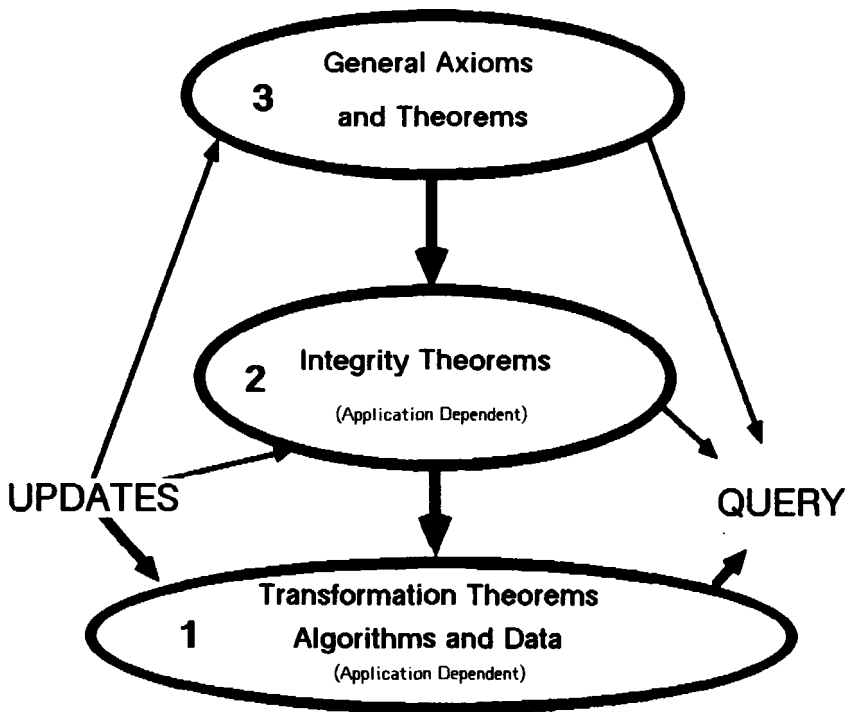 General Axioms
3
and Theorems
Integrity Theorems
2
(Application Dependent)
UPDATES
QUERY
Transformation Theorems
1
Algorithms and Data
(Application Dependent)